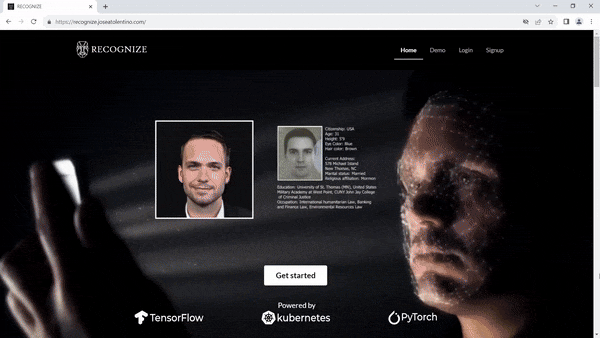 RECOGNIZE
https://recognize.joseatolentino.com/
RECOGNIZE
Home
Demo
Login
Signup
Citizenship: USA
Age: 31
Height: 5'9
Eye Color: Blue
Hair color: Brown
Current Address:
578 Michael Island
New Thomas, NC
Marital status: Married
Religious affiliation: Mormon
Education: University of St. Thomas (MN), United States
Military Academy at West Point, CUNY John Jay College
of Criminal Justice
Occupation: International humanitarian Law, Banking
and Finance Law, Environmental Resources Law
Get started
Powered by
TensorFlow
kubernetes
PyTorch